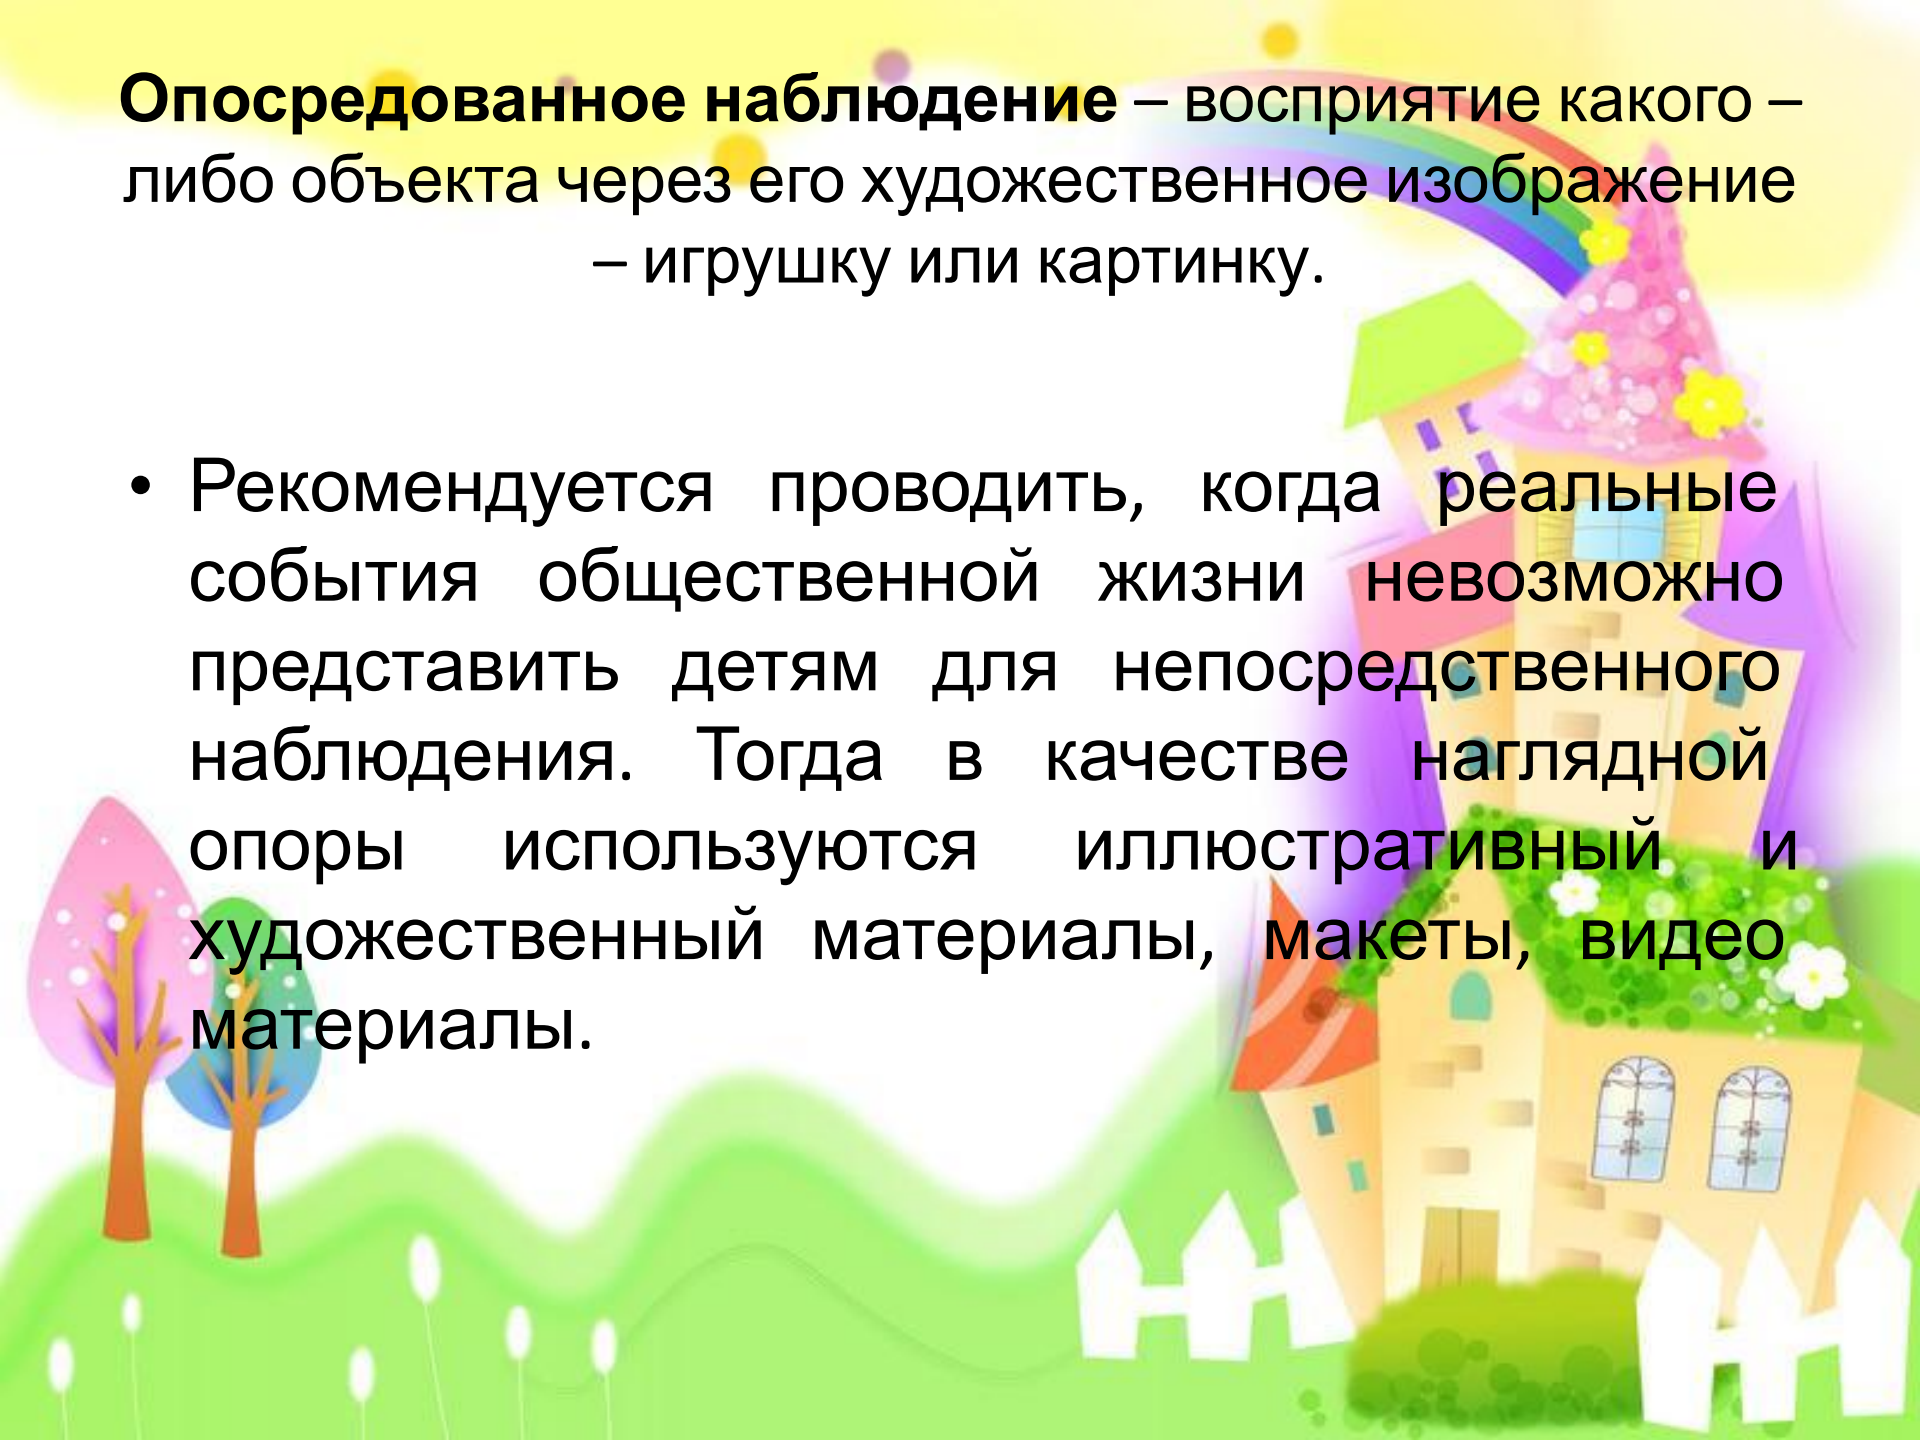 Опосредованное наблюдение – восприятие какого –
либо объекта через его художественное изображение
– игрушку или картинку.
• Рекомендуется проводить, когда реальные
события общественной жизни невозможно
представить детям для непосредственного
наблюдения. Тогда в качестве наглядной
опоры используются иллюстративный и
художественный материалы, макеты, видео
материалы.